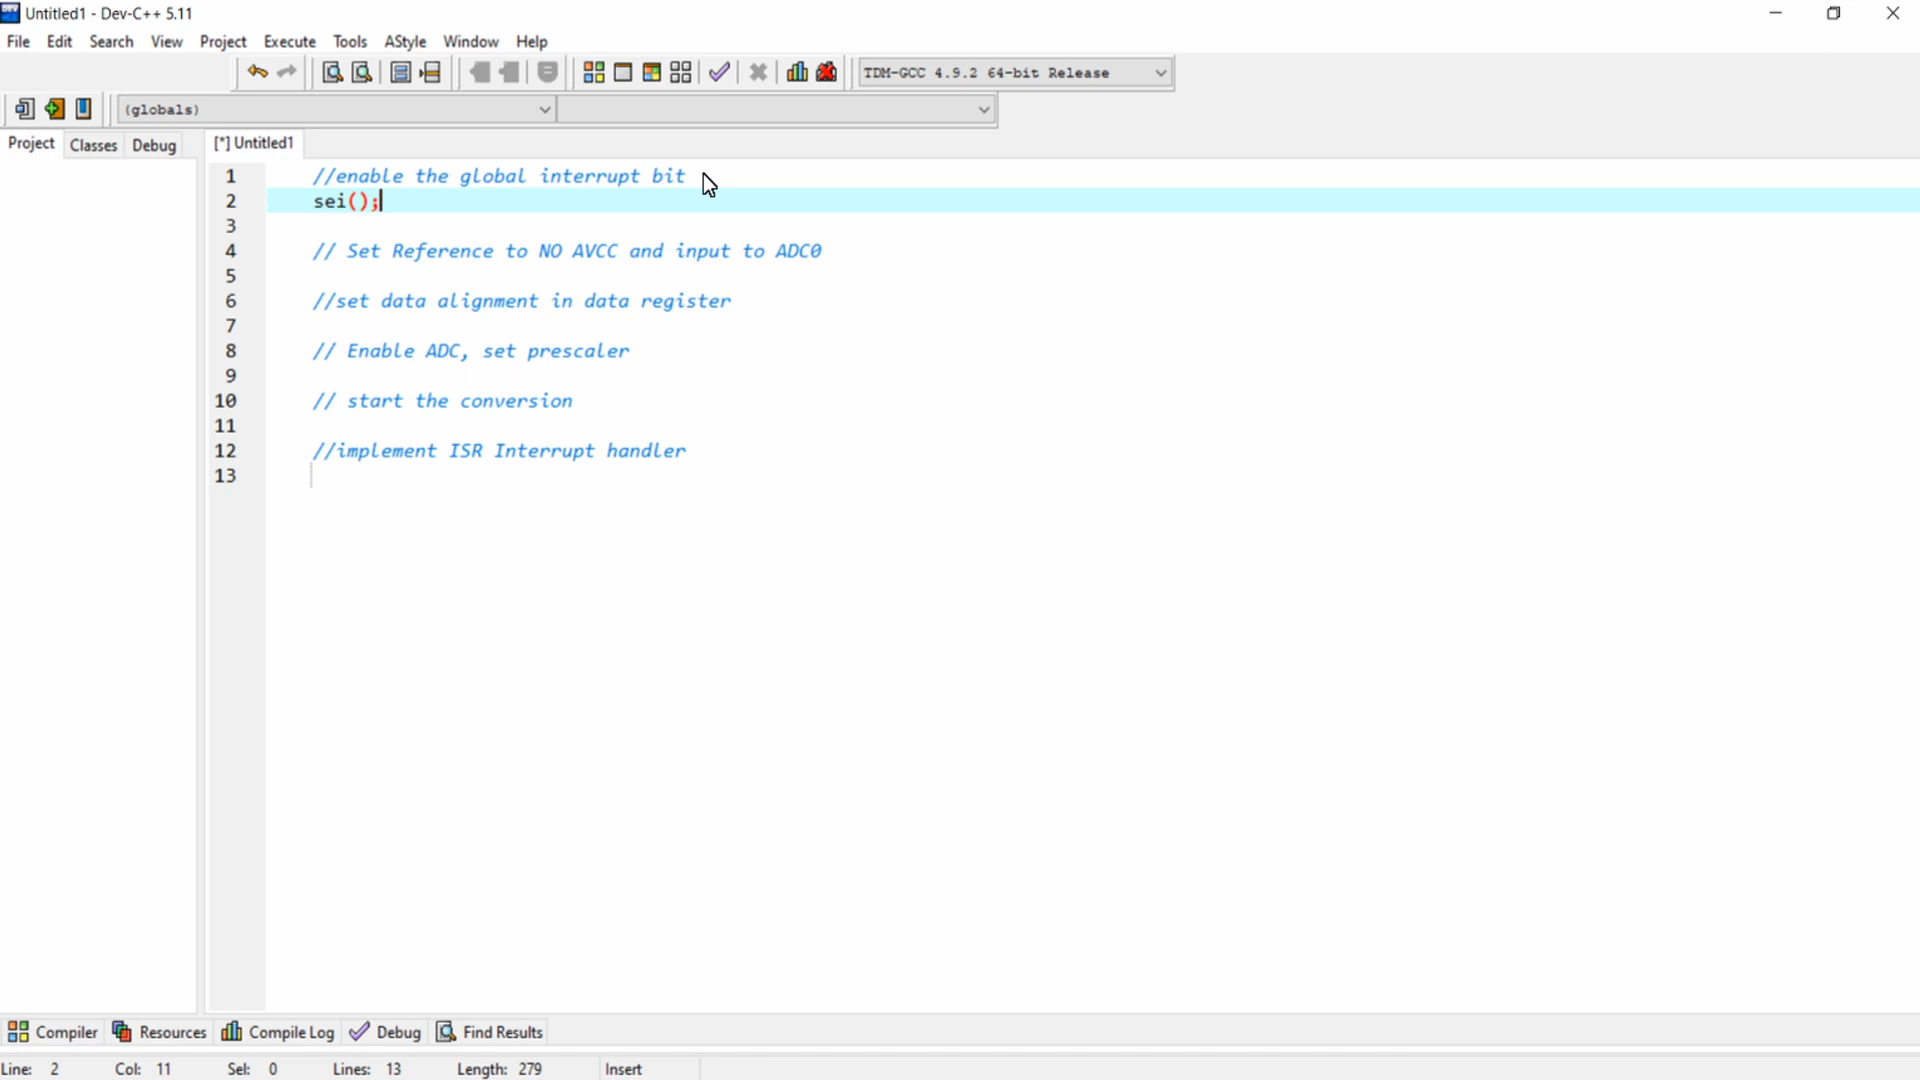 Untitled1 - Dev-C++ 5.11
File Edit Search View Project Execute Tools AStyle Window Help
TDM-GCC 4.9.2 64-bit Release
(globals)
Project Classes Debug [*] Untitled1
1 //enable the global interrupt bit
2 sei();
3
4 // Set Reference to NO AVCC and input to ADC0
5
6 //set data alignment in data register
7
8 // Enable ADC, set prescaler
9
10 // start the conversion
11
12 //implement ISR Interrupt handler
13
Compiler Resources Compile Log Debug Find Results
Line: 2 Col: 11 Sel: 0 Lines: 13 Length: 279 Insert